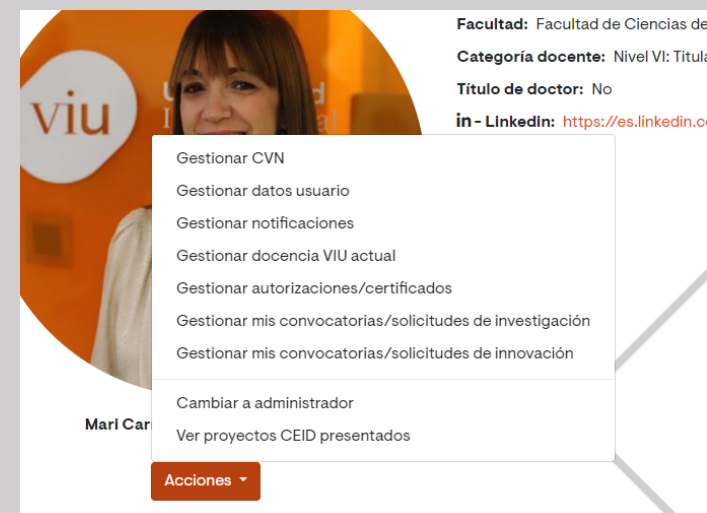 Facultad: Facultad de Ciencias de
Categoría docente: Nivel VI: Titula
Título de doctor: No
in - Linkedin: https://es.linkedin.c
viu
Gestionar CVN
Gestionar datos usuario
Gestionar notificaciones
Gestionar docencia VIU actual
Gestionar autorizaciones/certificados
Gestionar mis convocatorias/solicitudes de investigación
Gestionar mis convocatorias/solicitudes de innovación
Cambiar a administrador
Mari Car
Ver proyectos CEID presentados
Acciones